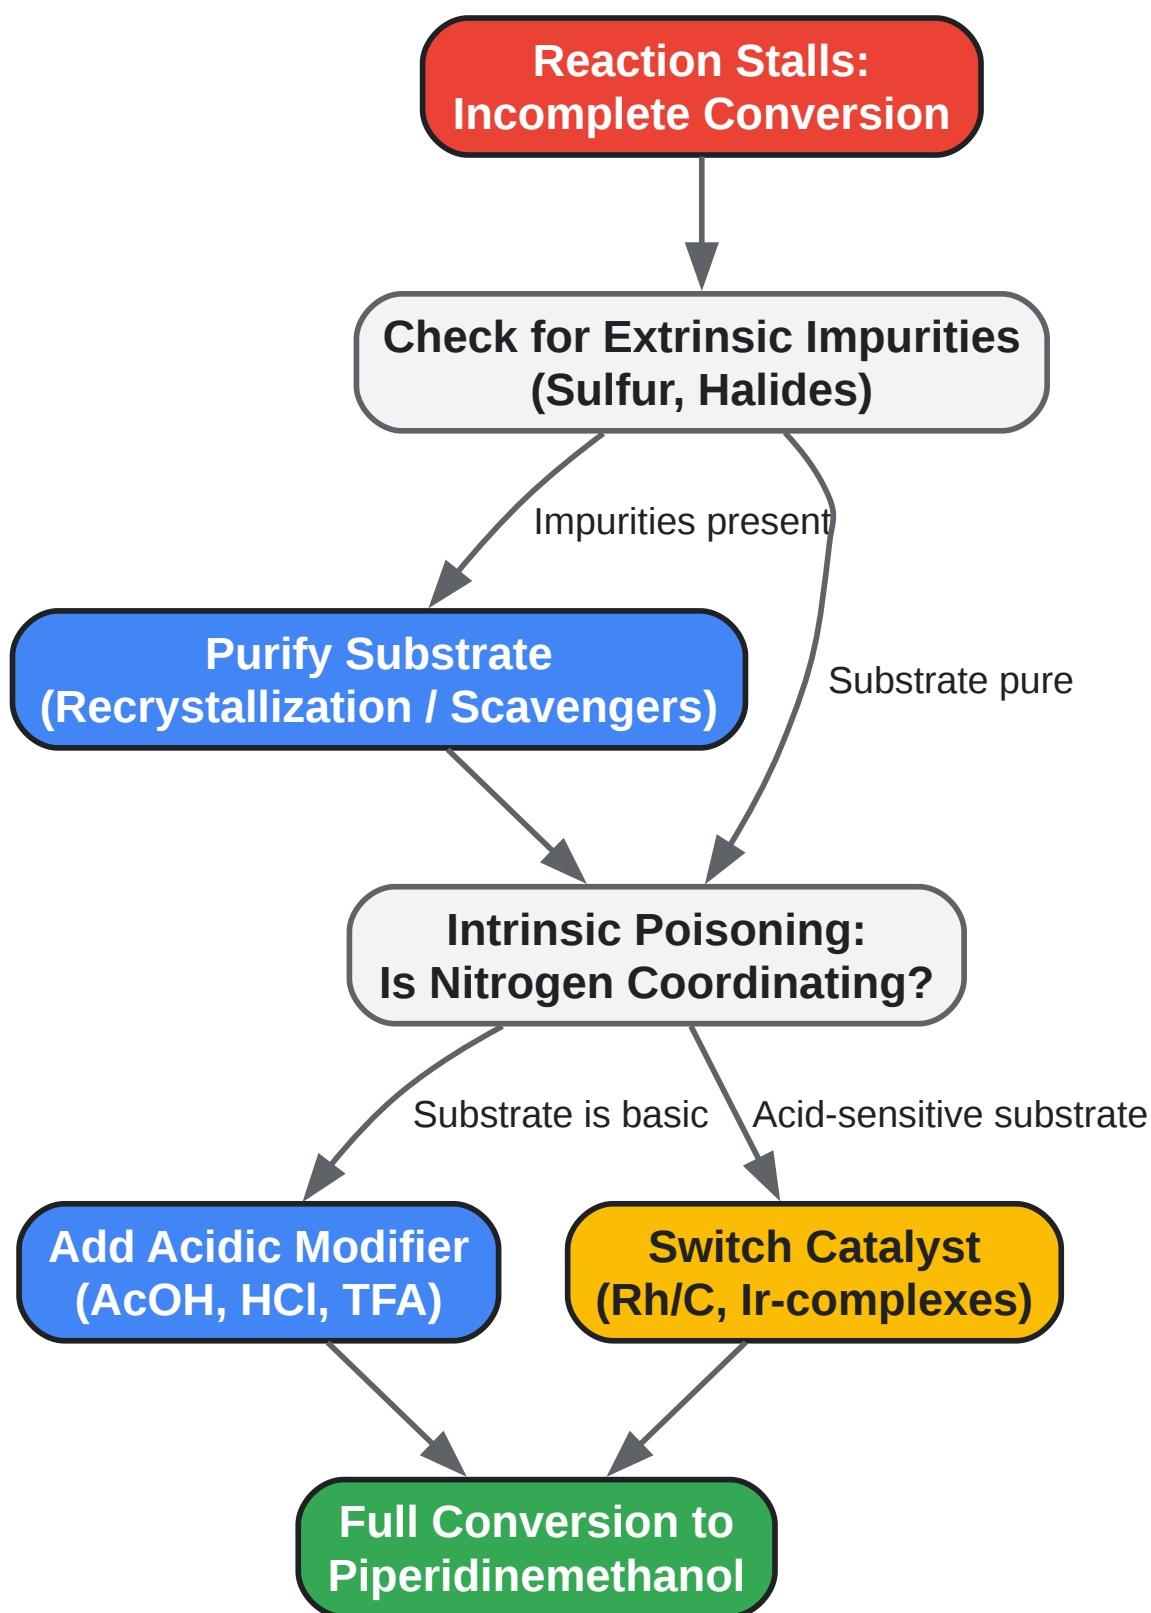 Reaction Stalls:
Incomplete Conversion
Check for Extrinsic Impurities
(Sulfur, Halides)
Impurities present
Purify Substrate
(Recrystallization / Scavengers)
Substrate pure
Intrinsic Poisoning:
Is Nitrogen Coordinating?
Substrate is basic
Acid-sensitive substrate
Add Acidic Modifier
(AcOH, HCl, TFA)
Switch Catalyst
(Rh/C, Ir-complexes)
Full Conversion to
Piperidinemethanol